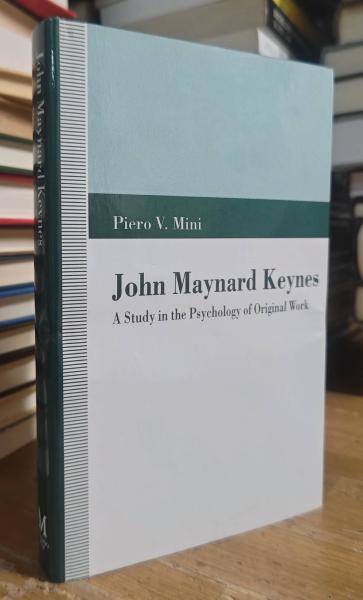 Piero V. Mini
John Maynard Keynes
A Study in the Psychology of Original Work
John Maynard Keynes
M